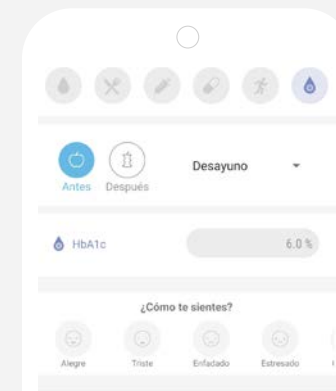 Desayuno
Antes Después
HbA1c 6.0 %
¿Cómo te sientes?
Alegre Triste Enfadado Estresado